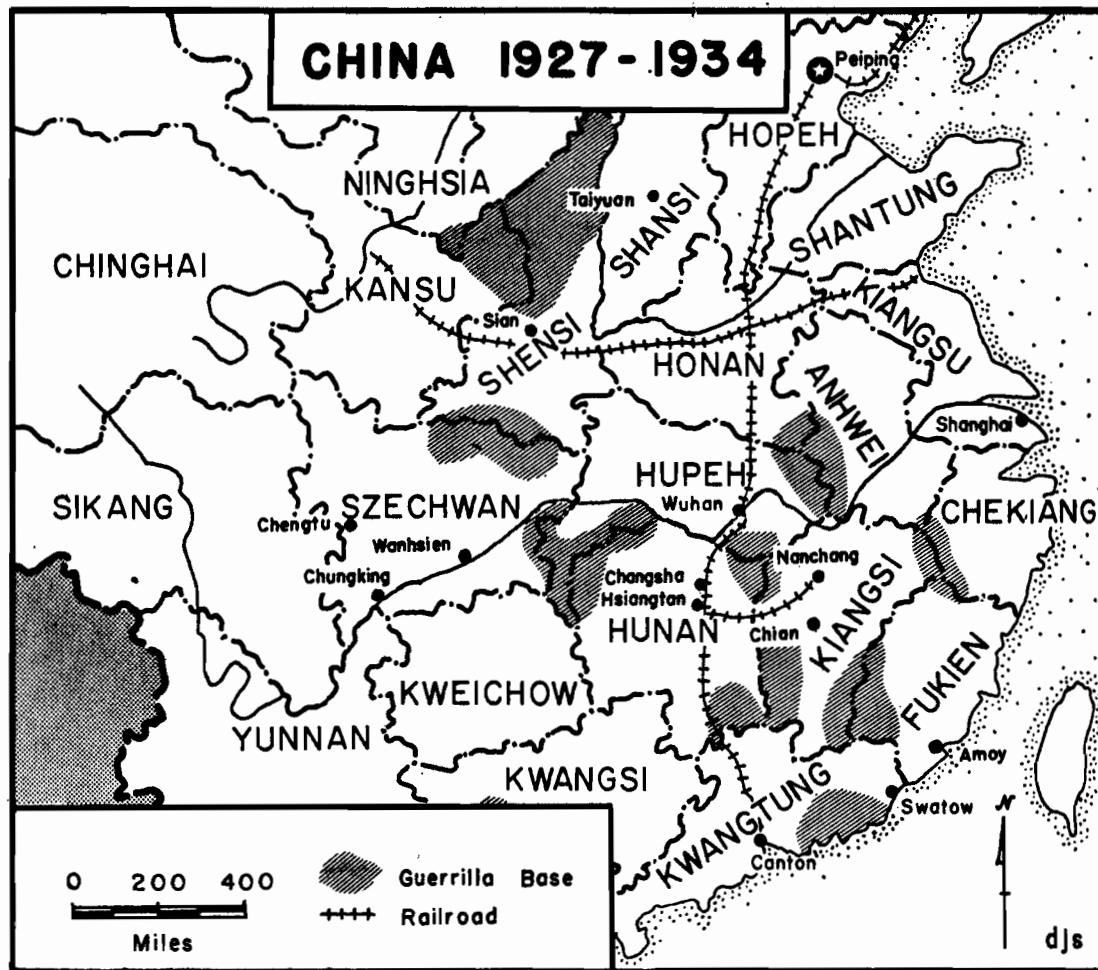 CHINA 1927-1934
Peiping
HOPEH
NINGHSIA
Taiyuan
SHANSI
SHANTUNG
CHINGHAI
KANSU
KIANGSU
Sian
SHENSI
HONAN
ANHWEI
Shanghai
HUPEH
Wuhan
SIKANG
SZECHWAN
CHEKIANG
Chengtu
Wanhsien
Nanchang
Chungking
Changsha
Hsiangtan
HUNAN
Chian
KIANGSI
KWEICHOW
FUKIEN
YUNNAN
Amoy
KWANGSI
KWANGTUNG
Swatow
N
Canton
0 200 400
Miles
Guerrilla Base
Railroad
djs